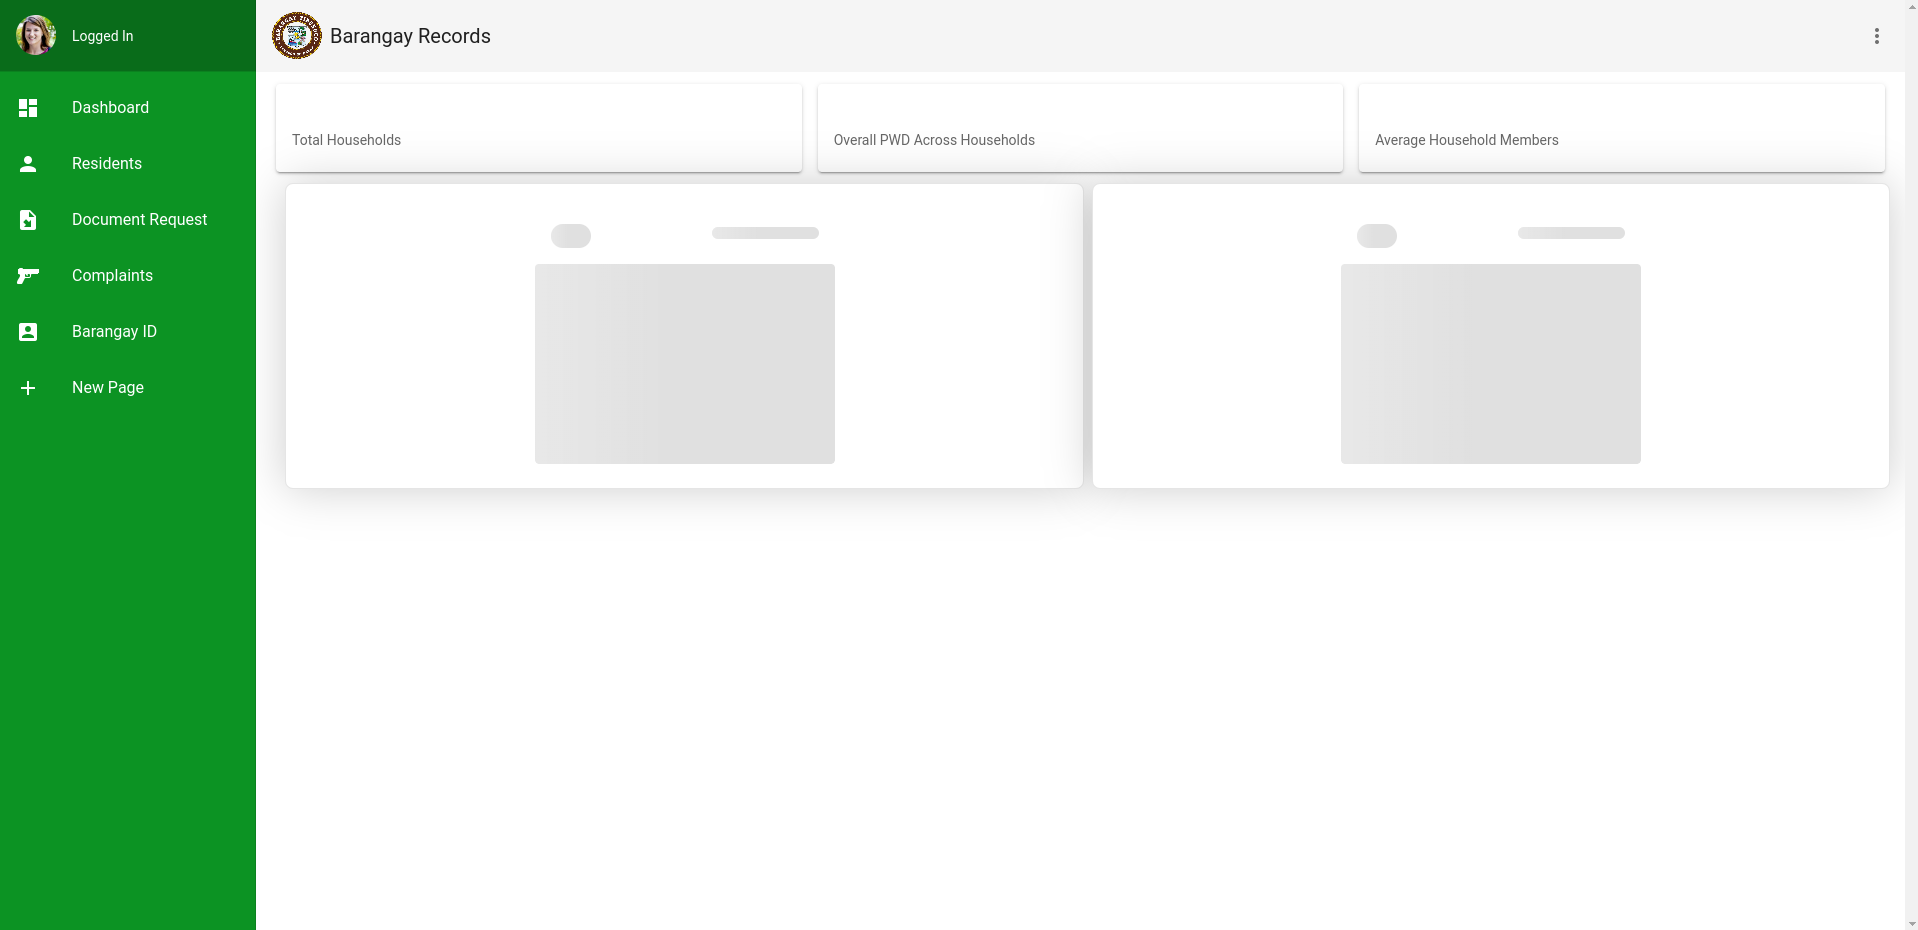 Logged In
Barangay Records
Dashboard
Residents
Document Request
Complaints
Barangay ID
New Page
Total Households
Overall PWD Across Households
Average Household Members